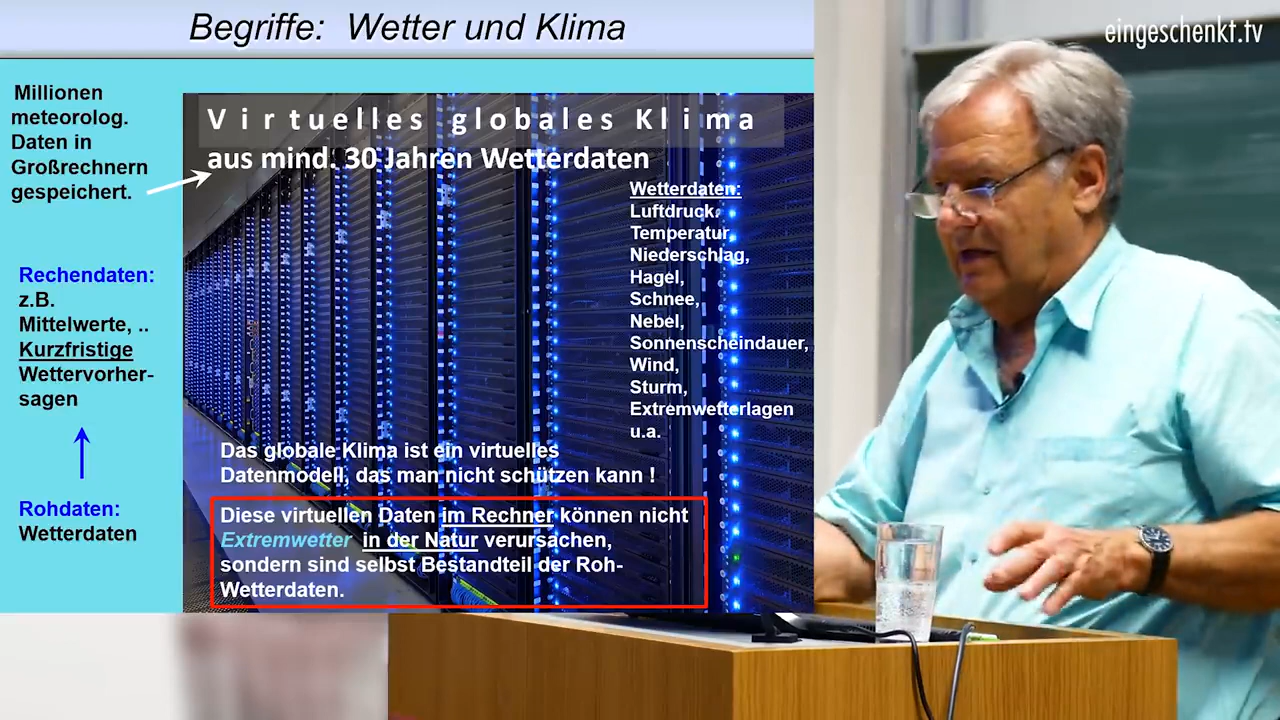 Begriffe: Wetter und Klima
eingeschenkt.tv
Millionen
meteorolog.
Daten in
Großrechnern
gespeichert.
Virtuelles globales Klima
aus mind. 30 Jahren Wetterdaten
Wetterdaten:
Luftdruck,
Temperatur,
Niederschlag,
Hagel,
Schnee,
Nebel,
Sonnenscheindauer,
Wind,
Sturm,
Extremwetterlagen
u.a.
Rechendaten:
z.B.
Mittelwerte, ..
Kurzfristige
Wettervorher-
sagen
Rohdaten:
Wetterdaten
Das globale Klima ist ein virtuelles
Datenmodell, das man nicht schützen kann !
Diese virtuellen Daten im Rechner können nicht
Extremwetter in der Natur verursachen,
sondern sind selbst Bestandteil der Roh-
Wetterdaten.